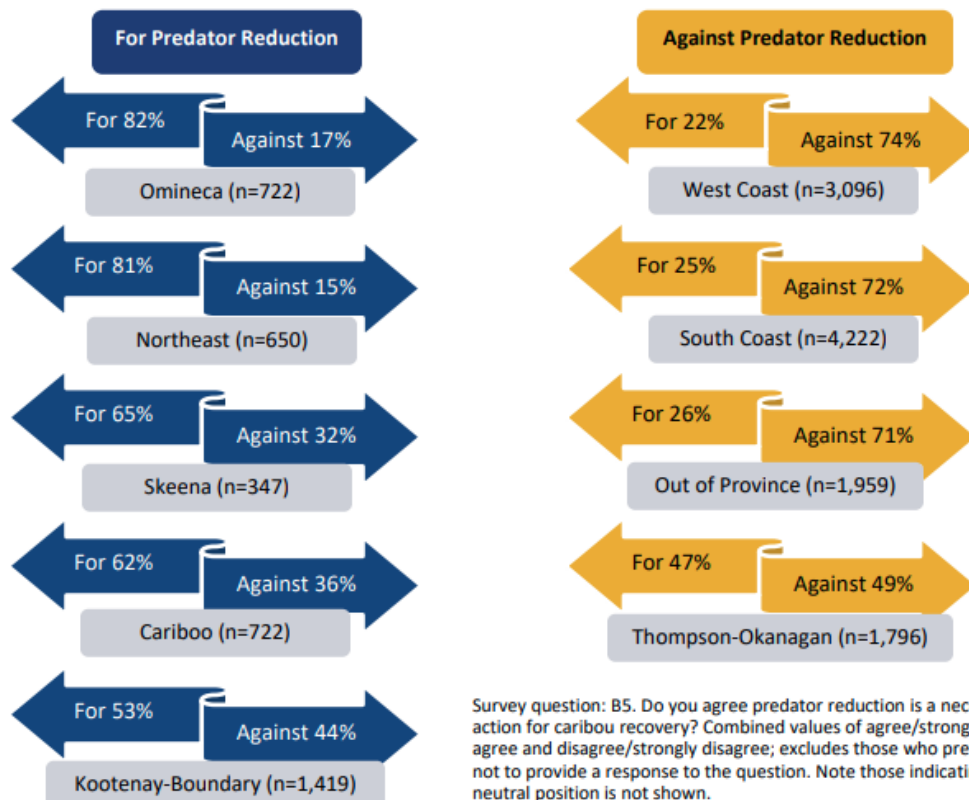 For Predator Reduction
For 82%
Against 17%
Omineca (n=722)
For 81%
Against 15%
Northeast (n=650)
For 65%
Against 32%
Skeena (n=347)
For 62%
Against 36%
Cariboo (n=722)
For 53%
Against 44%
Kootenay-Boundary (n=1,419)
Against Predator Reduction
For 22%
Against 74%
West Coast (n=3,096)
For 25%
Against 72%
South Coast (n=4,222)
For 26%
Against 71%
Out of Province (n=1,959)
For 47%
Against 49%
Thompson-Okanagan (n=1,796)
Survey question: B5. Do you agree predator reduction is a nec
action for caribou recovery? Combined values of agree/strong
agree and disagree/strongly disagree; excludes those who pre
not to provide a response to the question. Note those indicati
neutral position is not shown.